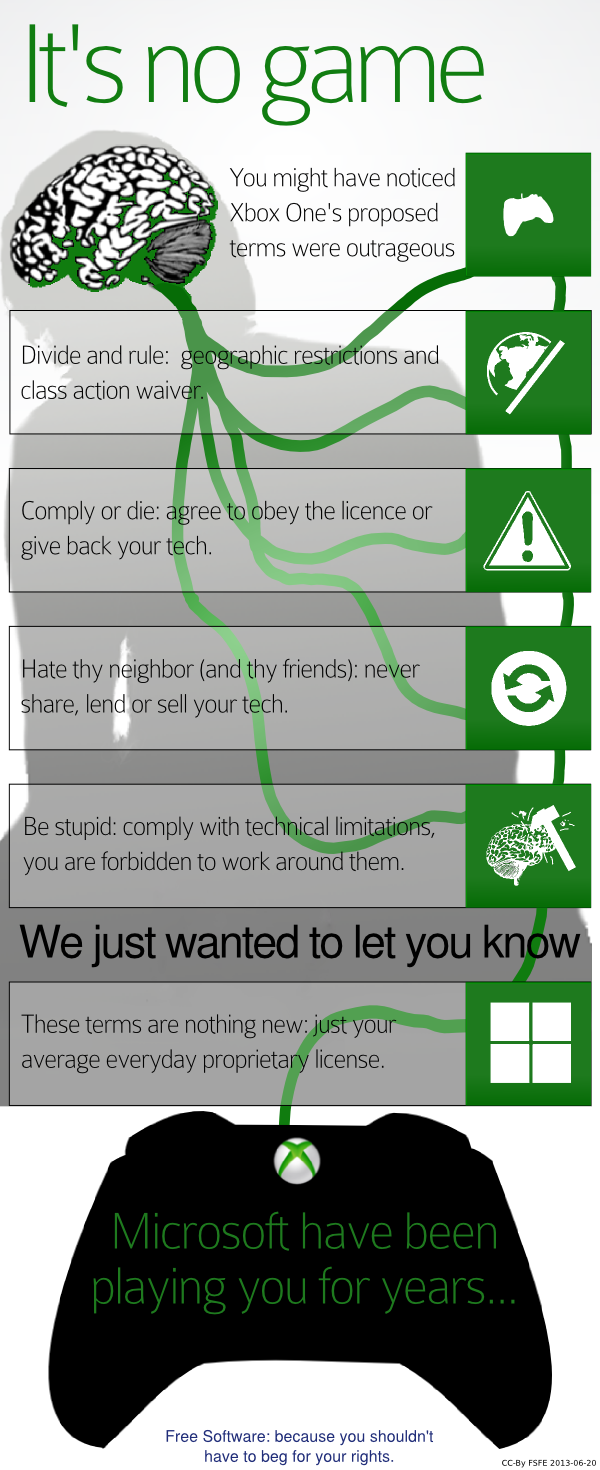 It's no game
You might have noticed
Xbox One's proposed
terms were outrageous
Divide and rule:  geographic restrictions and
class action waiver.
Comply or die: agree to obey the licence or
give back your tech.
Hate thy neighbor (and thy friends): never
share, lend or sell your tech.
Be stupid: comply with technical limitations,
you are forbidden to work around them.
We just wanted to let you know
These terms are nothing new: just your
average everyday proprietary license.
Microsoft have been
playing you for years...
Free Software: because you shouldn't
have to beg for your rights.
CC-By FSFE 2013-06-20